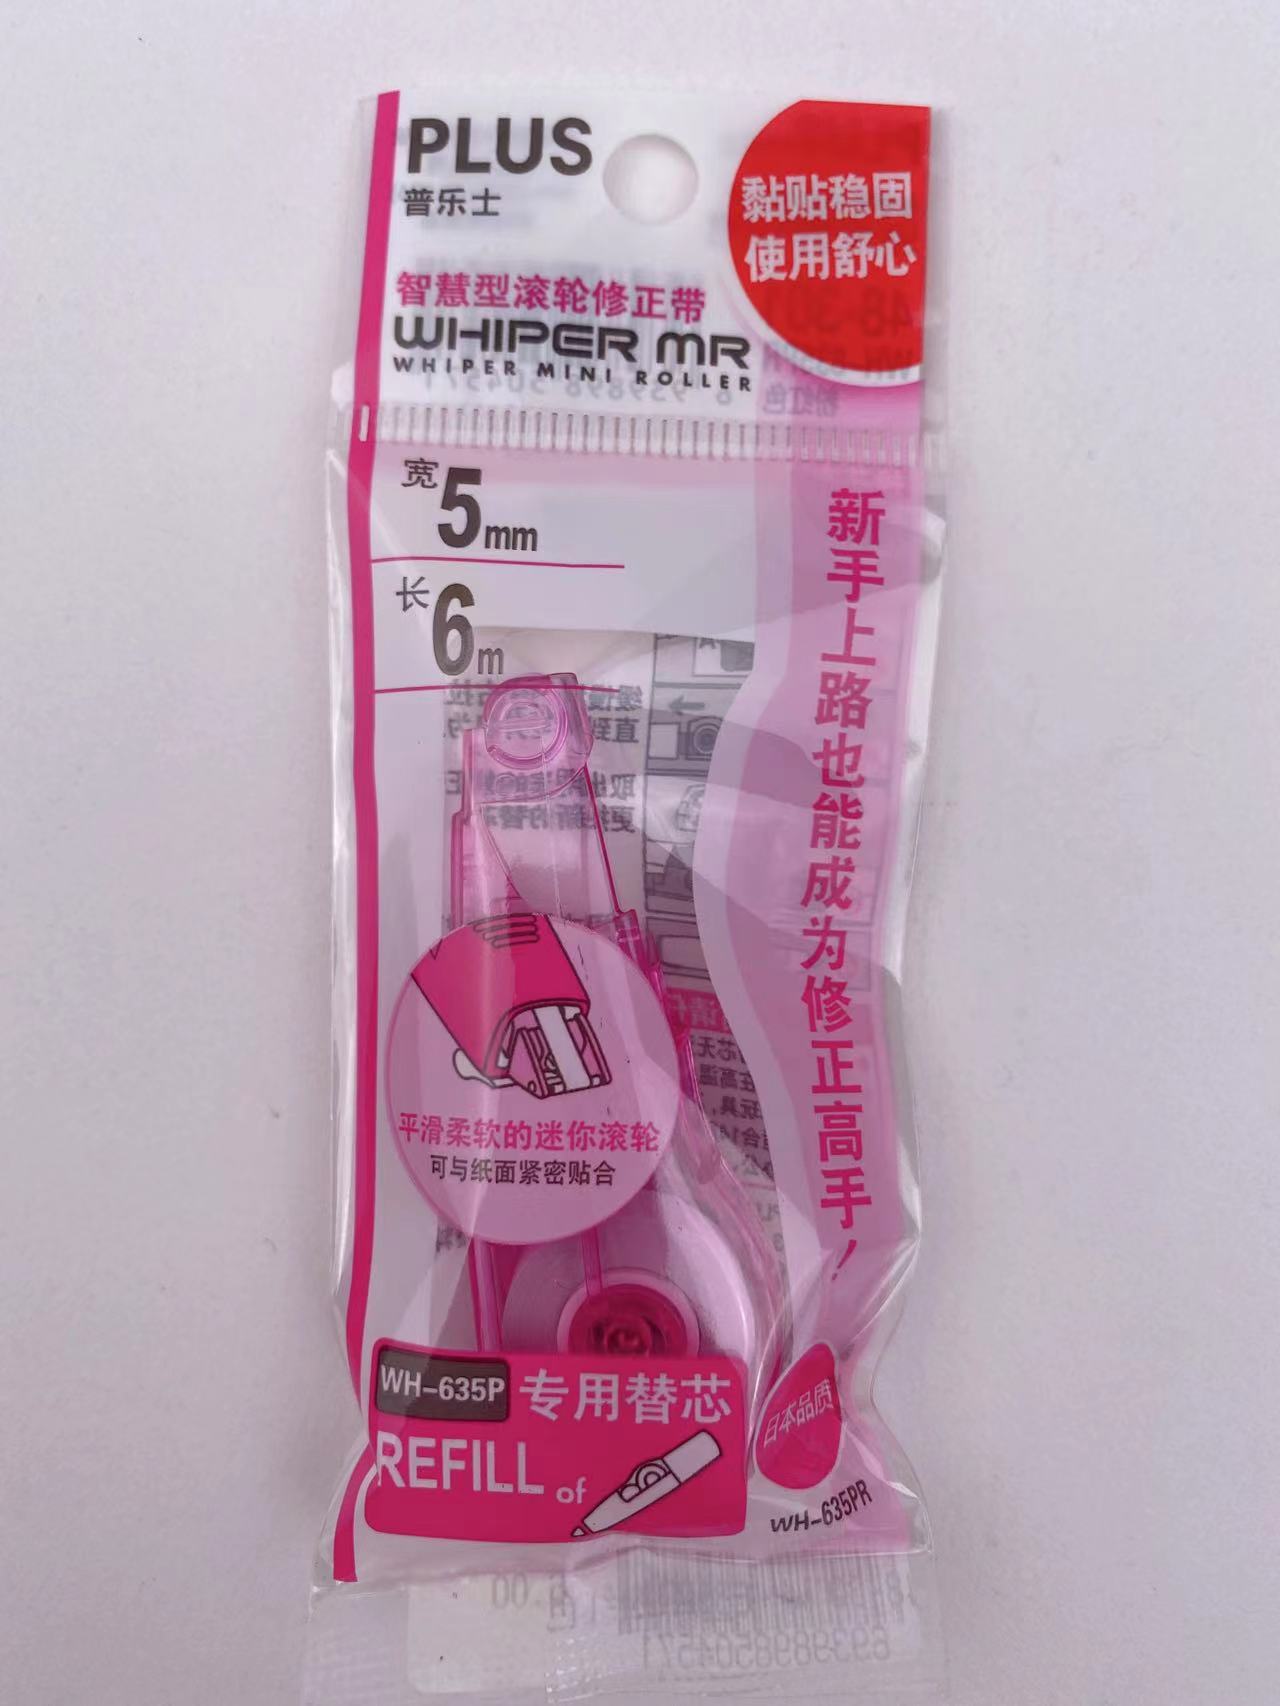 PLUS
普乐士
黏贴稳固
使用舒心
智慧型滚轮修正带
WHIPER MR
WHIPER MINI ROLLER
宽5mm
长6m
新手上路也能成为修正高手！
平滑柔软的迷你滚轮
可与纸面紧密贴合
WH-635P 专用替芯
REFILL of
日本品质
WH-635PR